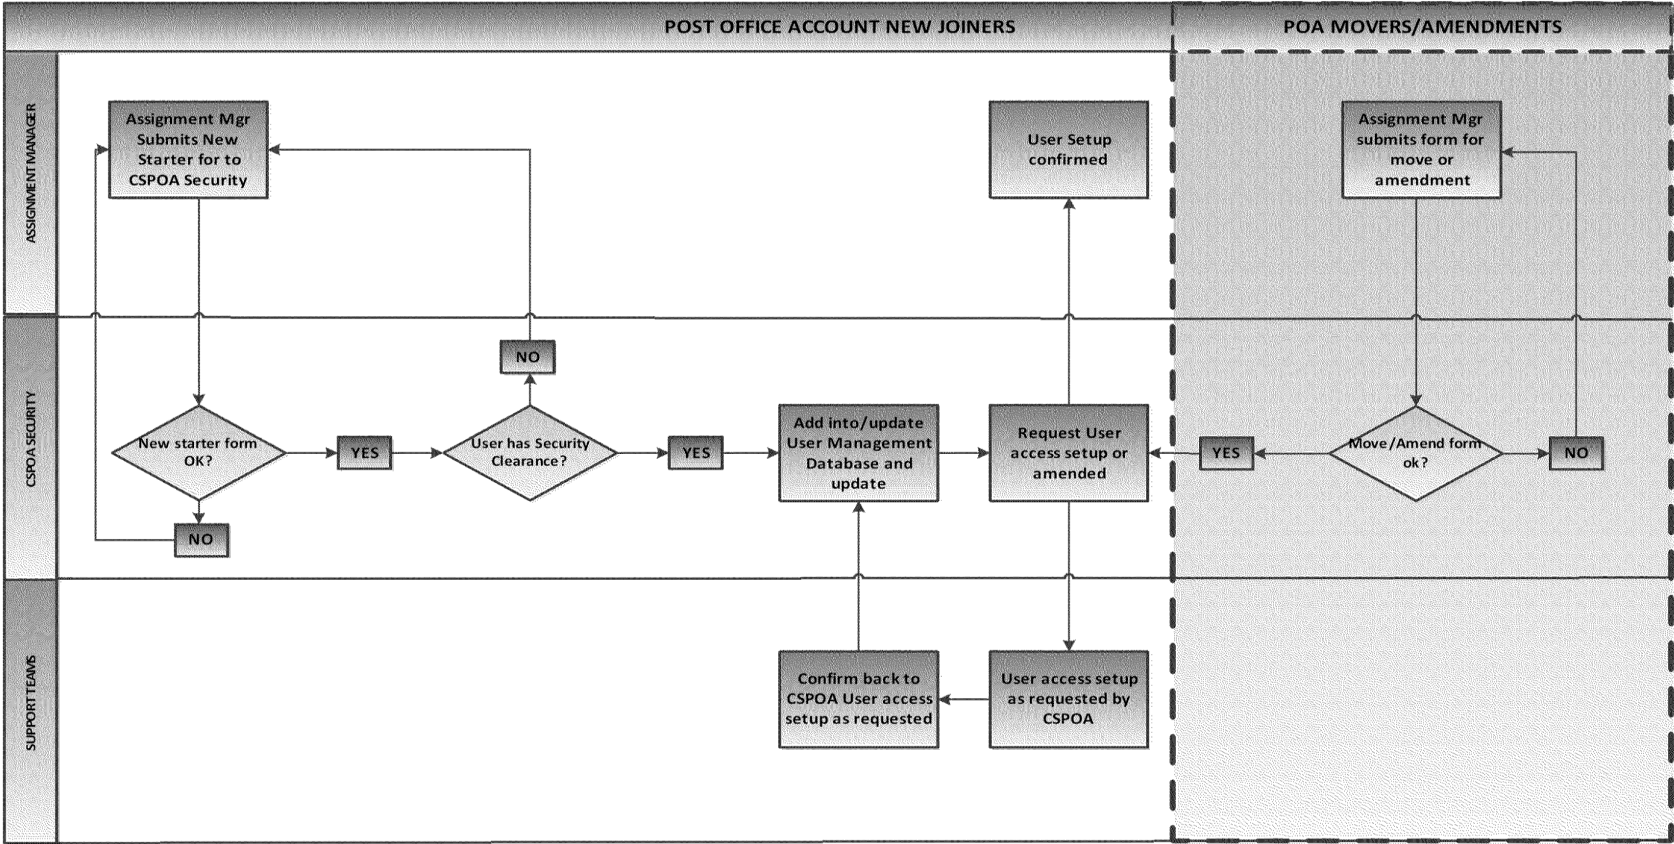 POST OFFICE ACCOUNT NEW JOINERS
POA MOVERS/AMENDMENTS
ASSIGNMENT MANAGER
Assignment Mgr
Submits New
Starter for to
CSPOA Security
User Setup
confirmed
Assignment Mgr
submits form for
move or
amendment
CSPOA SECURITY
NO
New starter form
OK?
YES
User has Security
Clearance?
YES
Add into/update
User Management
Database and
update
Request User
access setup or
amended
YES
Move/Amend form
ok?
NO
NO
SUPPORT TEAMS
Confirm back to
CSPOA User access
setup as requested
User access setup
as requested by
CSPOA